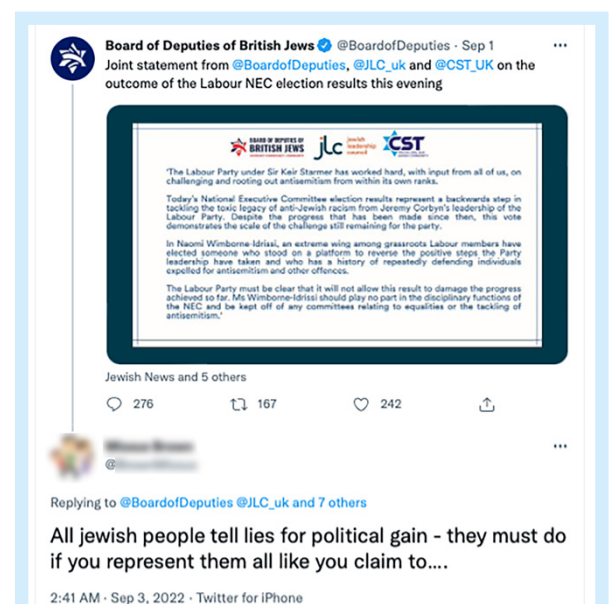 Board of Deputies of British Jews @BoardofDeputies · Sep 1
Joint statement from @BoardofDeputies, @JLC_uk and @CST_UK on the
outcome of the Labour NEC election results this evening
BOARD OF DEPUTIES OF
BRITISH JEWS
jlc
jewish
leadership
council
CST
'The Labour Party under Sir Keir Starmer has worked hard, with input from all of us, on
challenging and rooting out antisemitism from within its own ranks.
Today's National Executive Committee election results represent a backwards step in
tackling the toxic legacy of anti-Jewish racism from Jeremy Corbyn's leadership of the
Labour Party. Despite the progress that has been made since then, this vote
demonstrates the scale of the challenge still remaining for the party.
In Naomi Wimborne-Idrissi, an extreme wing among grassroots Labour members have
elected someone who stood on a platform to reverse the positive steps the Party
leadership have taken and who has a history of repeatedly defending individuals
expelled for antisemitism and other offences.
The Labour Party must be clear that it will not allow this result to damage the progress
achieved so far. Ms Wimborne-Idrissi should play no part in the disciplinary functions of
the NEC and be kept off of any committees relating to equalities or the tackling of
antisemitism.'
Jewish News and 5 others
276 167 242
@
Replying to @BoardofDeputies @JLC_uk and 7 others
All jewish people tell lies for political gain - they must do
if you represent them all like you claim to....
2:41 AM · Sep 3, 2022 · Twitter for iPhone